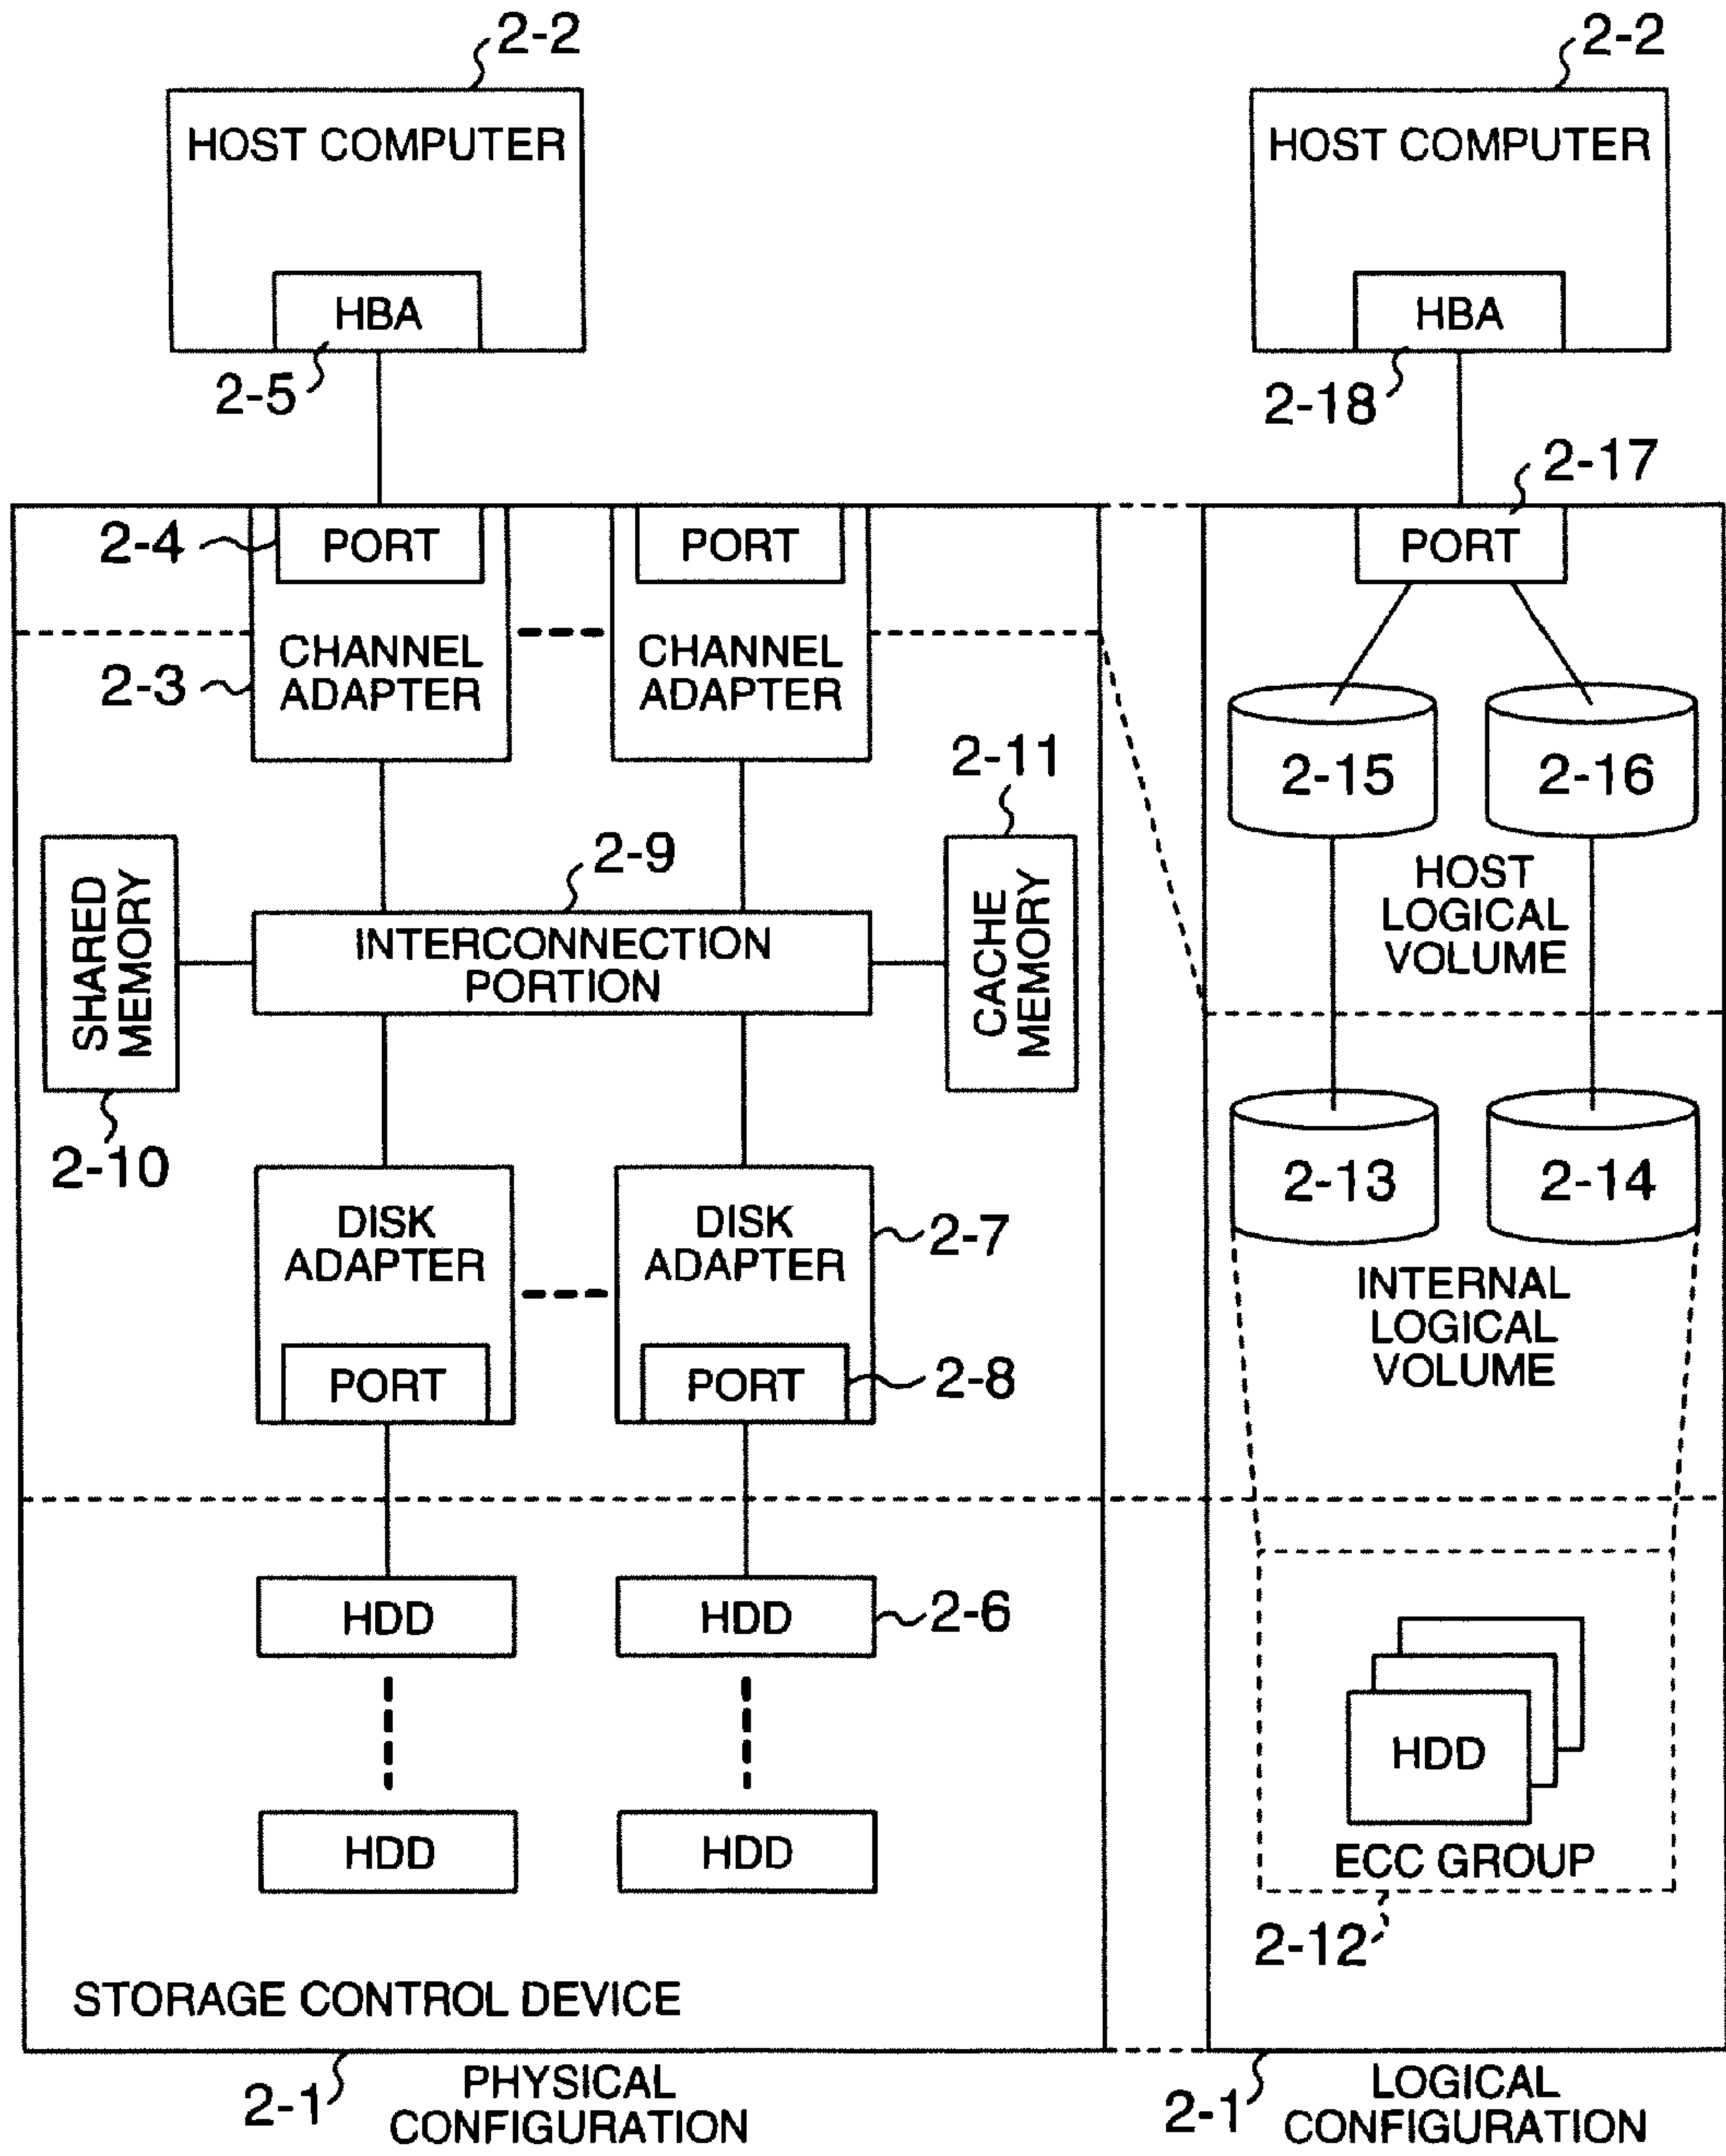 2-2
HOST COMPUTER
HBA
2-5
2-4
PORT
PORT
2-3
CHANNEL
ADAPTER
CHANNEL
ADAPTER
2-11
2-9
SHARED
MEMORY
INTERCONNECTION
PORTION
CACHE
MEMORY
2-10
DISK
ADAPTER
DISK
ADAPTER
2-7
PORT
PORT
2-8
HDD
HDD
2-6
HDD
HDD
STORAGE CONTROL DEVICE
2-1
PHYSICAL
CONFIGURATION
2-2
HOST COMPUTER
HBA
2-18
2-17
PORT
2-15
2-16
HOST
LOGICAL
VOLUME
2-13
2-14
INTERNAL
LOGICAL
VOLUME
HDD
ECC GROUP
2-12
2-1
LOGICAL
CONFIGURATION